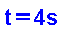 t = 4s